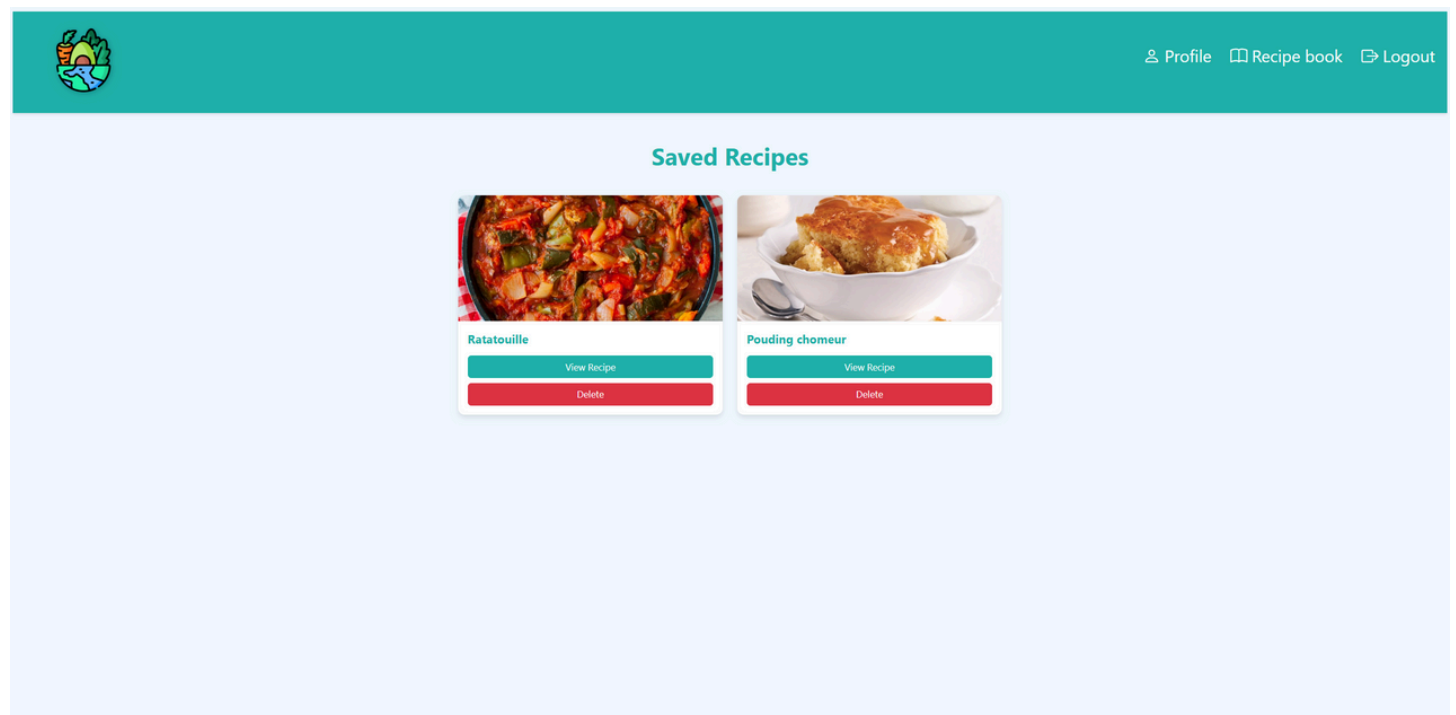 Profile Recipe book Logout
Saved Recipes
Ratatouille
View Recipe
Delete
Pouding chomeur
View Recipe
Delete